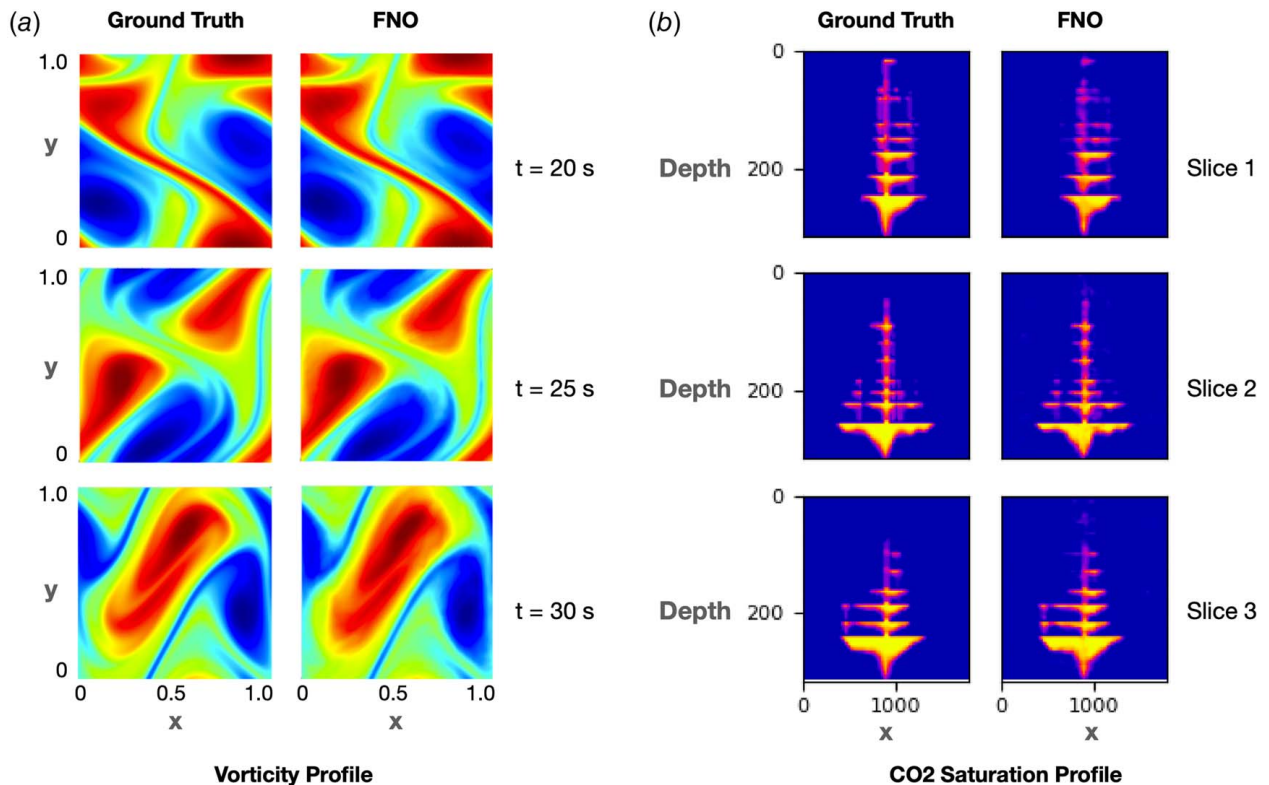 (a)
Ground Truth FNO
1.0
y
0
t = 20 s
y
0
t = 25 s
1.0
y
0
t = 30 s
0 0.5 1.0 0 0.5 1.0
x x
Vorticity Profile
(b)
Ground Truth FNO
0
Depth 200
Slice 1
0
Depth 200
Slice 2
0
Depth 200
Slice 3
0 1000 0 1000
x x
CO2 Saturation Profile